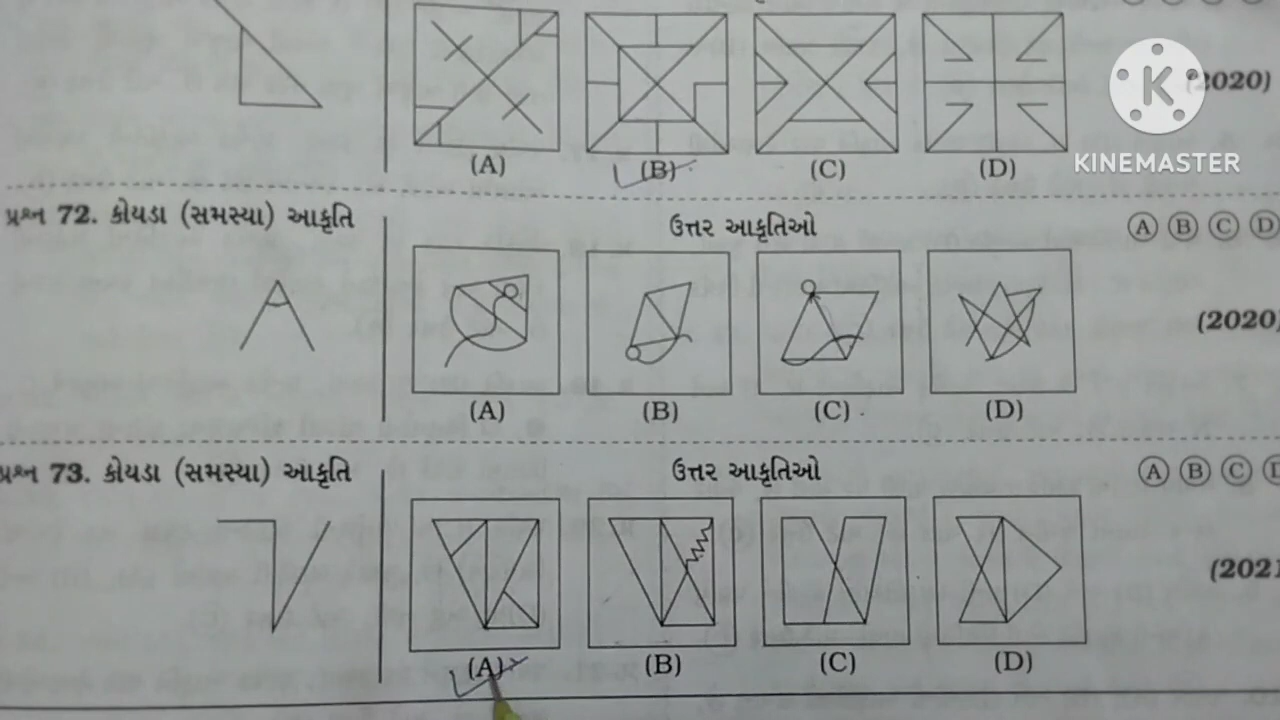 (2020)
(A) (B) (C) (D)
KINEMASTER
પ્રશ્ન 72. કોયડા (સમસ્યા) આકૃતિ ઉત્તર આકૃતિઓ A B C D
(2020)
(A) (B) (C) (D)
પ્રશ્ન 73. કોયડા (સમસ્યા) આકૃતિ ઉત્તર આકૃતિઓ A B C D
(2021
(A) (B) (C) (D)